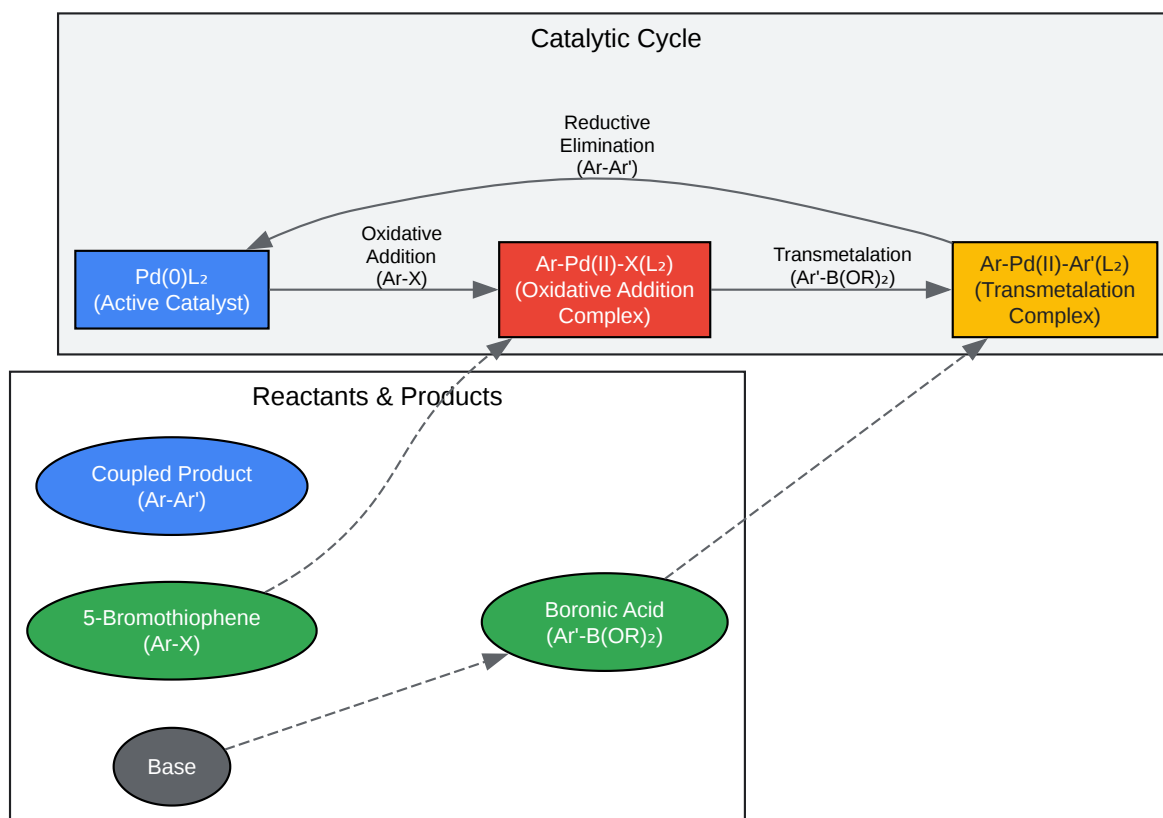 Catalytic Cycle
Reductive
Elimination
(Ar-Ar')
Oxidative
Addition
(Ar-X)
Transmetalation
(Ar'-B(OR)₂)
Pd(0)L₂
(Active Catalyst)
Ar-Pd(II)-X(L₂)
(Oxidative Addition
Complex)
Ar-Pd(II)-Ar'(L₂)
(Transmetalation
Complex)
Reactants & Products
Coupled Product
(Ar-Ar')
5-Bromothiophene
(Ar-X)
Boronic Acid
(Ar'-B(OR)₂)
Base